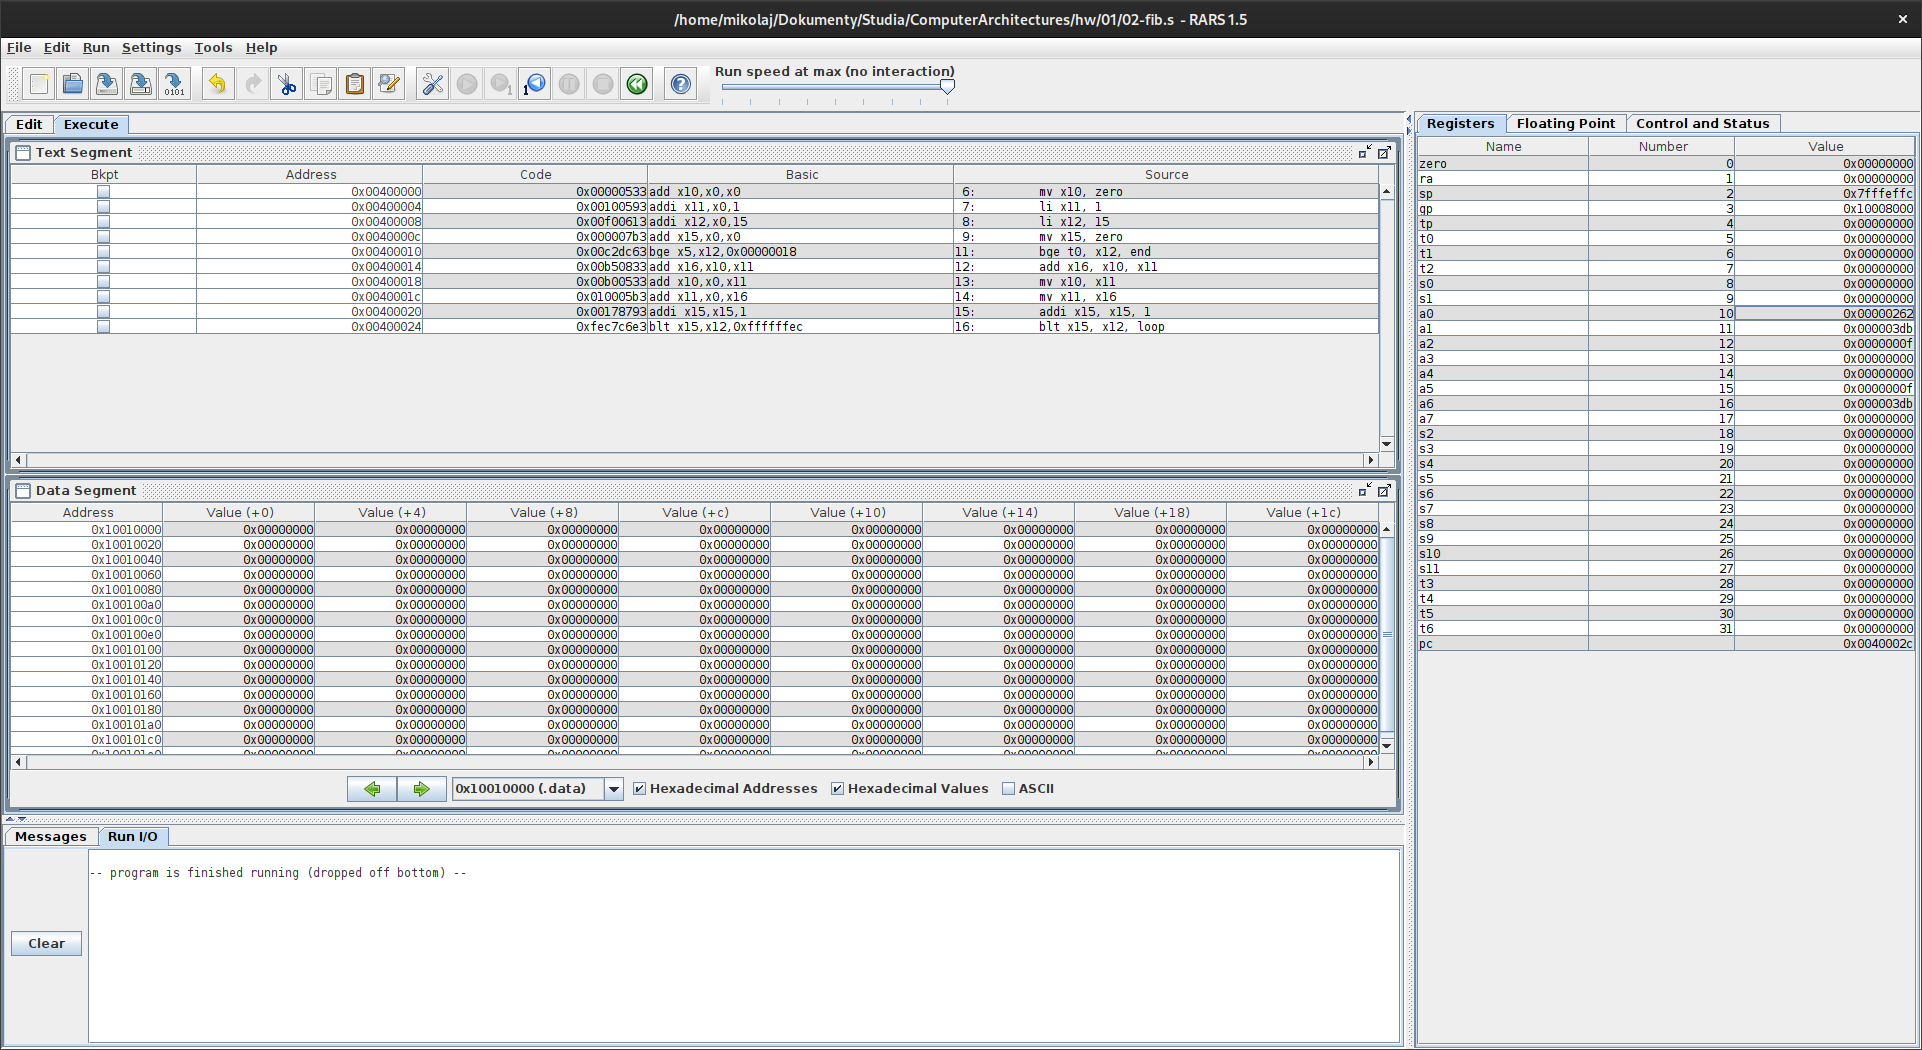 /home/mikolaj/Dokumenty/Studia/ComputerArchitectures/hw/01/02-fib.s - RARS 1.5
File Edit Run Settings Tools Help
Run speed at max (no interaction)
Edit Execute
Text Segment
Bkpt Address Code Basic Source
0x00400000 0x00000533 add x10,x0,x0 6: mv x10, zero
0x00400004 0x00100593 addi x11,x0,1 7: li x11, 1
0x00400008 0x00f00613 addi x12,x0,15 8: li x12, 15
0x0040000c 0x000007b3 add x15,x0,x0 9: mv x15, zero
0x00400010 0x00c2dc63 bge x5,x12,0x00000018 11: bge t0, x12, end
0x00400014 0x00b50833 add x16,x10,x11 12: add x16, x10, x11
0x00400018 0x00b00533 add x10,x0,x11 13: mv x10, x11
0x0040001c 0x010005b3 add x11,x0,x16 14: mv x11, x16
0x00400020 0x00178793 addi x15,x15,1 15: addi x15, x15, 1
0x00400024 0xfec7c6e3 blt x15,x12,0xffffffec 16: blt x15, x12, loop
Data Segment
Address Value (+0) Value (+4) Value (+8) Value (+c) Value (+10) Value (+14) Value (+18) Value (+1c)
0x10010000 0x00000000 0x00000000 0x00000000 0x00000000 0x00000000 0x00000000 0x00000000 0x00000000
0x10010020 0x00000000 0x00000000 0x00000000 0x00000000 0x00000000 0x00000000 0x00000000 0x00000000
0x10010040 0x00000000 0x00000000 0x00000000 0x00000000 0x00000000 0x00000000 0x00000000 0x00000000
0x10010060 0x00000000 0x00000000 0x00000000 0x00000000 0x00000000 0x00000000 0x00000000 0x00000000
0x10010080 0x00000000 0x00000000 0x00000000 0x00000000 0x00000000 0x00000000 0x00000000 0x00000000
0x100100a0 0x00000000 0x00000000 0x00000000 0x00000000 0x00000000 0x00000000 0x00000000 0x00000000
0x100100c0 0x00000000 0x00000000 0x00000000 0x00000000 0x00000000 0x00000000 0x00000000 0x00000000
0x100100e0 0x00000000 0x00000000 0x00000000 0x00000000 0x00000000 0x00000000 0x00000000 0x00000000
0x10010100 0x00000000 0x00000000 0x00000000 0x00000000 0x00000000 0x00000000 0x00000000 0x00000000
0x10010120 0x00000000 0x00000000 0x00000000 0x00000000 0x00000000 0x00000000 0x00000000 0x00000000
0x10010140 0x00000000 0x00000000 0x00000000 0x00000000 0x00000000 0x00000000 0x00000000 0x00000000
0x10010160 0x00000000 0x00000000 0x00000000 0x00000000 0x00000000 0x00000000 0x00000000 0x00000000
0x10010180 0x00000000 0x00000000 0x00000000 0x00000000 0x00000000 0x00000000 0x00000000 0x00000000
0x100101a0 0x00000000 0x00000000 0x00000000 0x00000000 0x00000000 0x00000000 0x00000000 0x00000000
0x100101c0 0x00000000 0x00000000 0x00000000 0x00000000 0x00000000 0x00000000 0x00000000 0x00000000
0x10010000 (.data) Hexadecimal Addresses Hexadecimal Values ASCII
Messages Run I/O
-- program is finished running (dropped off bottom) --
Clear
Registers Floating Point Control and Status
Name Number Value
zero 0 0x00000000
ra 1 0x00000000
sp 2 0x7fffeffc
gp 3 0x10008000
tp 4 0x00000000
t0 5 0x00000000
t1 6 0x00000000
t2 7 0x00000000
s0 8 0x00000000
s1 9 0x00000000
a0 10 0x00000262
a1 11 0x000003db
a2 12 0x0000000f
a3 13 0x00000000
a4 14 0x00000000
a5 15 0x0000000f
a6 16 0x000003db
a7 17 0x00000000
s2 18 0x00000000
s3 19 0x00000000
s4 20 0x00000000
s5 21 0x00000000
s6 22 0x00000000
s7 23 0x00000000
s8 24 0x00000000
s9 25 0x00000000
s10 26 0x00000000
s11 27 0x00000000
t3 28 0x00000000
t4 29 0x00000000
t5 30 0x00000000
t6 31 0x00000000
pc 0x0040002c